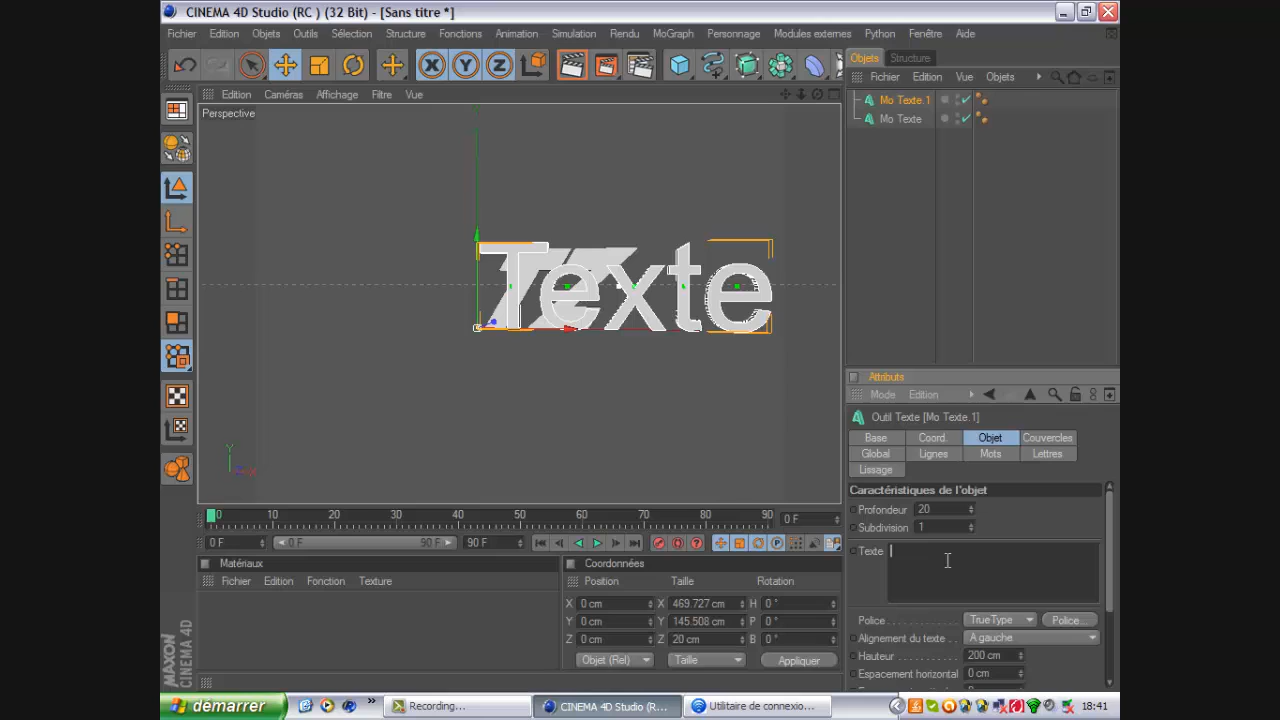 CINEMA 4D Studio (RC ) (32 Bit) - [Sans titre *]
Fichier Edition Objets Outils Sélection Structure Fonctions Animation Simulation Rendu MoGraph Personnage Modules externes Python Fenêtre Aide
X Y Z
Objets Structure
Fichier Edition Vue Objets
Edition Caméras Affichage Filtre Vue
Perspective
Mo Texte.1
Mo Texte
Texte
Y
X
Attributs
Mode Edition
Outil Texte [Mo Texte.1]
Base Coord. Objet Couvercles
Global Lignes Mots Lettres
Lissage
Caractéristiques de l'objet
Profondeur 20
Subdivision 1
Texte
Police TrueType Police...
Alignement du texte A gauche
Hauteur 200 cm
Espacement horizontal 0 cm
0 10 20 30 40 50 60 70 80 90 0 F
0 F 0 F 90 F 90 F
Matériaux
Fichier Edition Fonction Texture
Coordonnées
Position Taille Rotation
X 0 cm X 469.727 cm H 0 °
Y 0 cm Y 145.508 cm P 0 °
Z 0 cm Z 20 cm B 0 °
Objet (Rel) Taille Appliquer
MAXON CINEMA 4D
démarrer Recording... CINEMA 4D Studio (R... Utilitaire de connexio... 18:41